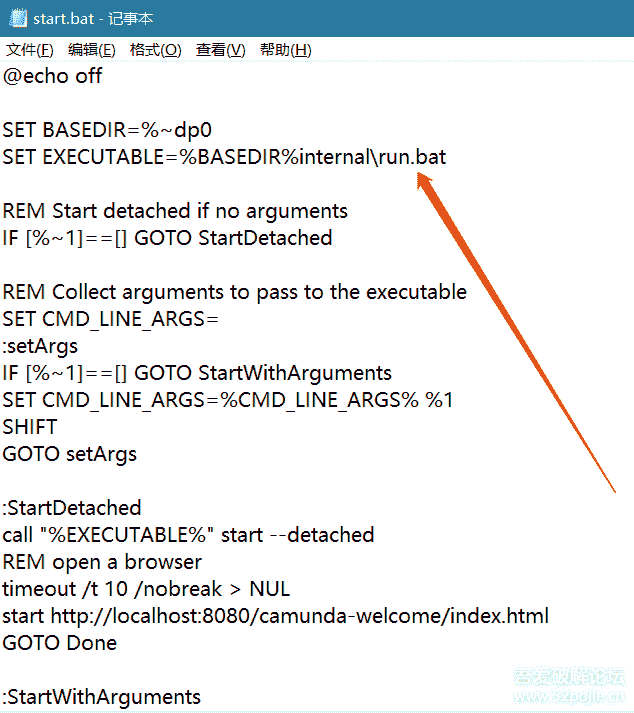 start.bat - 记事本
文件(F) 编辑(E) 格式(O) 查看(V) 帮助(H)
@echo off
SET BASEDIR=%~dp0
SET EXECUTABLE=%BASEDIR%internal\run.bat
REM Start detached if no arguments
IF [%~1]==[] GOTO StartDetached
REM Collect arguments to pass to the executable
SET CMD_LINE_ARGS=
:setArgs
IF [%~1]==[] GOTO StartWithArguments
SET CMD_LINE_ARGS=%CMD_LINE_ARGS% %1
SHIFT
GOTO setArgs
:StartDetached
call "%EXECUTABLE%" start --detached
REM open a browser
timeout /t 10 /nobreak > NUL
start http://localhost:8080/camunda-welcome/index.html
GOTO Done
:StartWithArguments
吾爱破解论坛
www.52pojie.cn